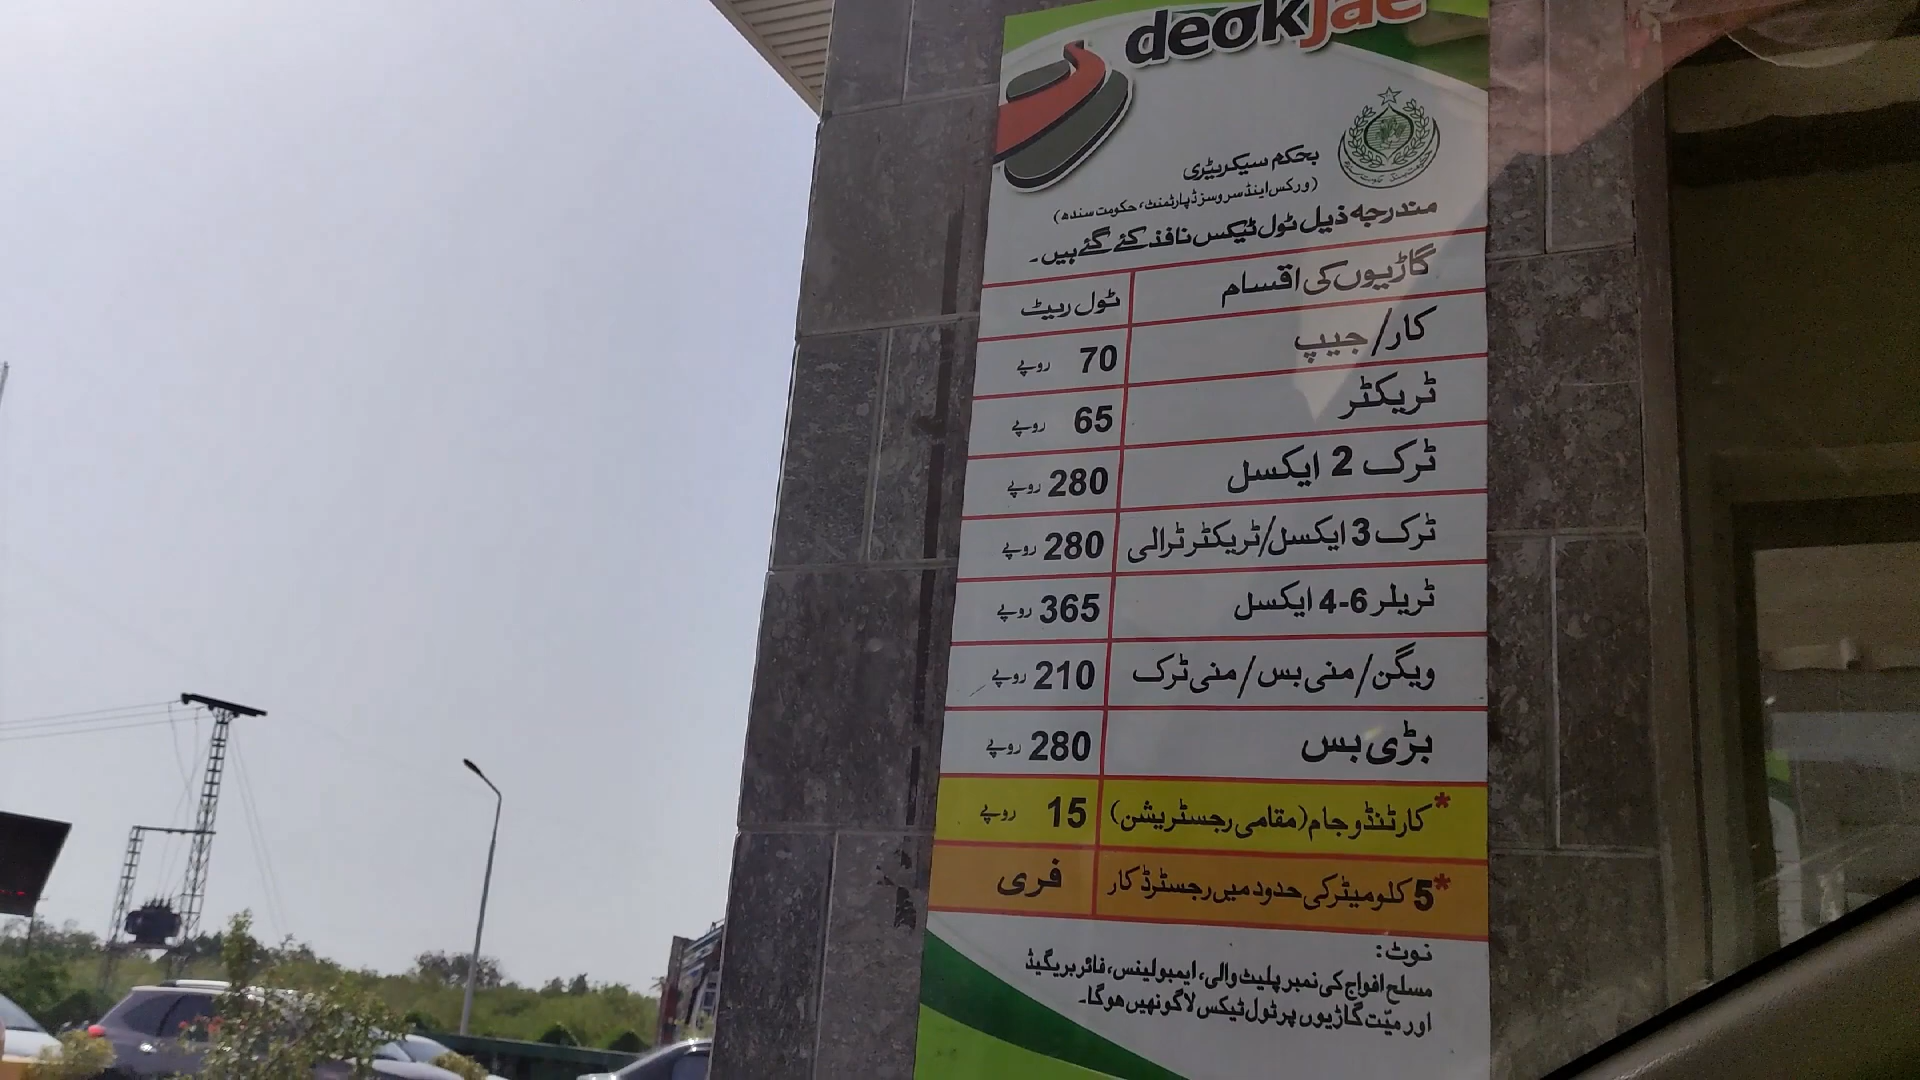 deokjae
بحکم سیکریٹری
(ورکس اینڈ سروسز ڈپارٹمنٹ، حکومت سندھ)
مندرجہ ذیل ٹول ٹیکس نافذ کئے گئے ہیں۔
گاڑیوں کی اقسام ٹول ریٹ
کار/جیپ 70 روپے
ٹریکٹر 65 روپے
ٹرک 2 ایکسل 280 روپے
ٹرک 3 ایکسل/ٹریکٹر ٹرالی 280 روپے
ٹریلر 6-4 ایکسل 365 روپے
ویگن/منی بس/منی ٹرک 210 روپے
بڑی بس 280 روپے
*کار ٹنڈو جام (مقامی رجسٹریشن) 15 روپے
*5 کلومیٹر کی حدود میں رجسٹرڈ کار فری
نوٹ:
مسلح افواج کی نمبر پلیٹ والی، ایمبولینس، فائر بریگیڈ
اور میّت گاڑیوں پر ٹول ٹیکس لاگو نہیں ہوگا۔